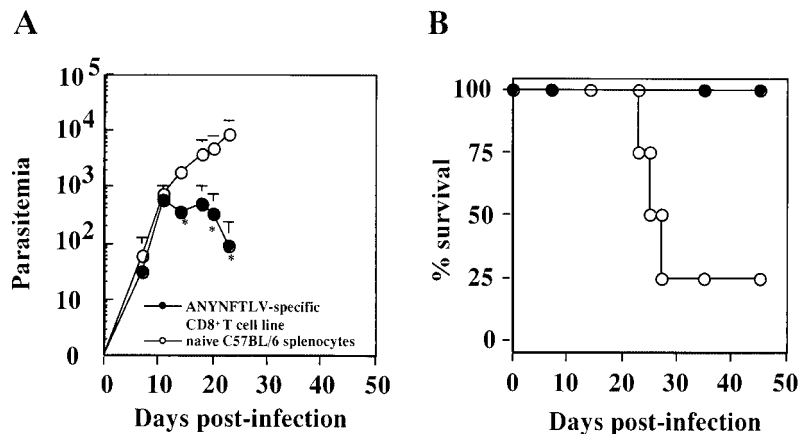 A
Parasitemia
10^5
10^4
10^3
10^2
10
0
ANYNFTLV-specific
CD8+ T cell line
naive C57BL/6 splenocytes
* * *
0 10 20 30 40 50
Days post-infection
B
% survival
100
75
50
25
0
0 10 20 30 40 50
Days post-infection